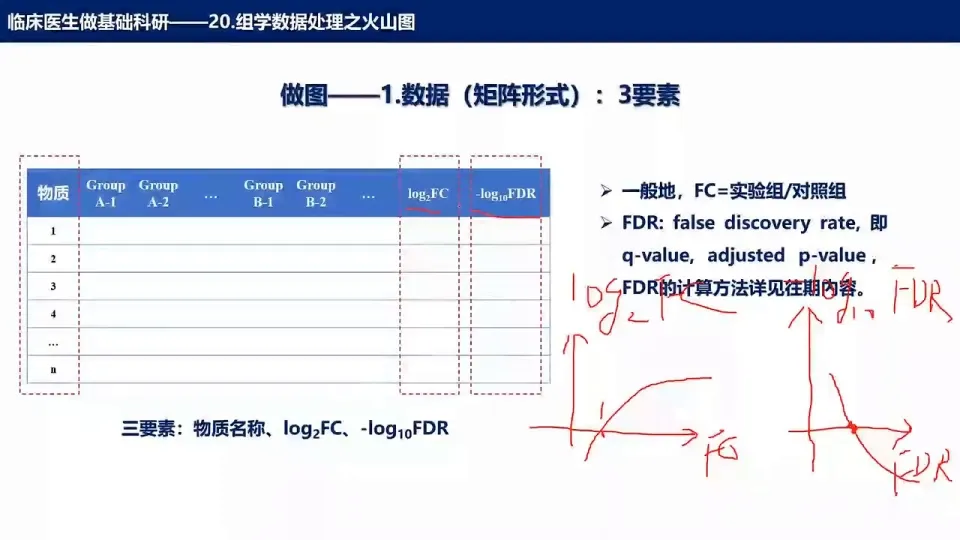 临床医生做基础科研——20.组学数据处理之火山图
做图——1.数据（矩阵形式）：3要素
物质 Group A-1 Group A-2 … Group B-1 Group B-2 … log₂FC -log₁₀FDR
1
2
3
4
…
n
三要素：物质名称、log₂FC、-log₁₀FDR
➢ 一般地，FC=实验组/对照组
➢ FDR: false discovery rate, 即
q-value, adjusted p-value，
FDR的计算方法详见往期内容。
log₂FC
1
FC
-log₁₀FDR
FDR